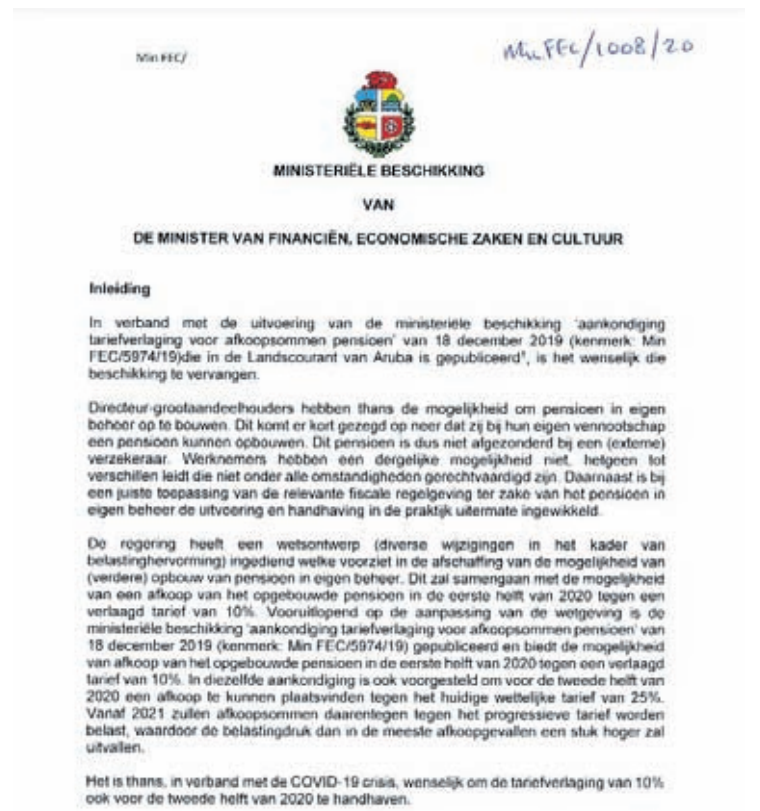 Min FEC/
Min FEC/1008/20
MINISTERIËLE BESCHIKKING
VAN
DE MINISTER VAN FINANCIËN, ECONOMISCHE ZAKEN EN CULTUUR
Inleiding
In verband met de uitvoering van de ministeriële beschikking 'aankondiging
tariefverlaging voor afkoopsommen pensioen' van 18 december 2019 (kenmerk: Min
FEC/5974/19)die in de Landscourant van Aruba is gepubliceerd", is het wenselijk die
beschikking te vervangen.
Directeur-grootaandeelhouders hebben thans de mogelijkheid om pensioen in eigen
beheer op te bouwen. Dit komt er kort gezegd op neer dat zij bij hun eigen vennootschap
een pensioen kunnen opbouwen. Dit pensioen is dus niet afgezonderd bij een (externe)
verzekeraar. Werknemers hebben een dergelijke mogelijkheid niet, hetgeen tot
verschillen leidt die niet onder alle omstandigheden gerechtvaardigd zijn. Daarnaast is bij
een juiste toepassing van de relevante fiscale regelgeving ter zake van het pensioen in
eigen beheer de uitvoering en handhaving in de praktijk uitermate ingewikkeld.
De regering heeft een wetsontwerp (diverse wijzigingen in het kader van
belastinghervorming) ingediend welke voorziet in de afschaffing van de mogelijkheid van
(verdere) opbouw van pensioen in eigen beheer. Dit zal samengaan met de mogelijkheid
van een afkoop van het opgebouwde pensioen in de eerste helft van 2020 tegen een
verlaagd tarief van 10%. Vooruitlopend op de aanpassing van de wetgeving is de
ministeriële beschikking 'aankondiging tariefverlaging voor afkoopsommen pensioen' van
18 december 2019 (kenmerk: Min FEC/5974/19) gepubliceerd en biedt de mogelijkheid
van afkoop van het opgebouwde pensioen in de eerste helft van 2020 tegen een verlaagd
tarief van 10%. In diezelfde aankondiging is ook voorgesteld om voor de tweede helft van
2020 een afkoop te kunnen plaatsvinden tegen het huidige wettelijke tarief van 25%.
Vanaf 2021 zullen afkoopsommen daarentegen tegen het progressieve tarief worden
belast, waardoor de belastingdruk dan in de meeste afkoopgevallen een stuk hoger zal
uitvallen.
Het is thans, in verband met de COVID-19 crisis, wenselijk om de tariefverlaging van 10%
ook voor de tweede helft van 2020 te handhaven.